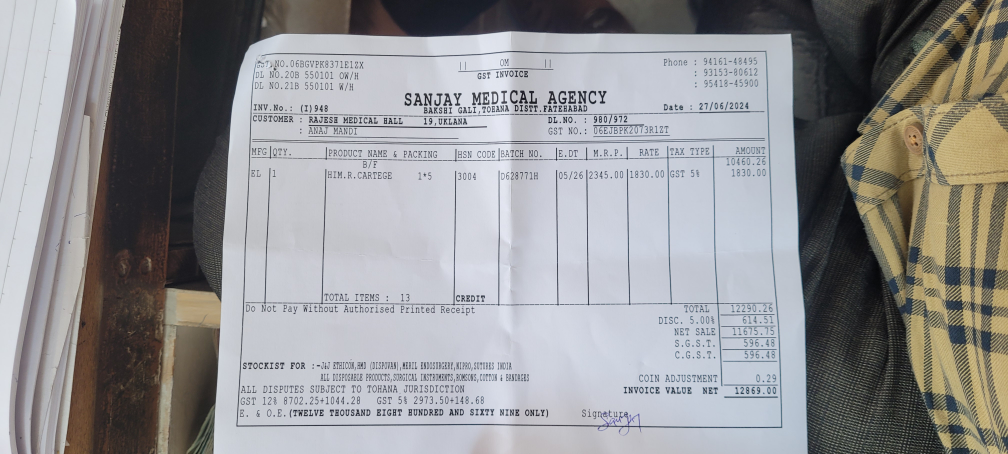 GSTNO.06BGVPK8371E1ZX || OM || Phone : 94161-48495
DL NO.20B 550101 OW/H GST INVOICE : 93153-80612
DL NO.21B 550101 W/H : 95418-45900
SANJAY MEDICAL AGENCY
INV.No.: (I)948 BAKSHI GALI,TOHANA DISTT.FATEHABAD Date : 27/06/2024
CUSTOMER : RAJESH MEDICAL HALL 19,UKLANA DL.NO. : 980/972
: ANAJ MANDI GST NO.: 06EJBPK2073R1ZT
MFG QTY. PRODUCT NAME & PACKING HSN CODE BATCH NO. E.DT M.R.P. RATE TAX TYPE AMOUNT
B/F 10460.26
EL 1 HIM.R.CARTEGE 1*5 3004 D628771H 05/26 2345.00 1830.00 GST 5% 1830.00
TOTAL ITEMS : 13 CREDIT
Do Not Pay Without Authorised Printed Receipt TOTAL 12290.26
DISC. 5.00% 614.51
NET SALE 11675.75
S.G.S.T. 596.48
C.G.S.T. 596.48
STOCKIST FOR :-J&J ETHICON,HMD (DISPOVAN),MERIL ENDOSURGERY,NIPRO,SUTURES INDIA
ALL DISPOSABLE PRODUCTS,SURGICAL INSTRUMENTS,ROMSONS,COTTON & BANDAGES COIN ADJUSTMENT 0.29
ALL DISPUTES SUBJECT TO TOHANA JURISDICTION INVOICE VALUE NET 12869.00
GST 12% 8702.25+1044.28 GST 5% 2973.50+148.68
E. & O.E.(TWELVE THOUSAND EIGHT HUNDRED AND SIXTY NINE ONLY) Signature